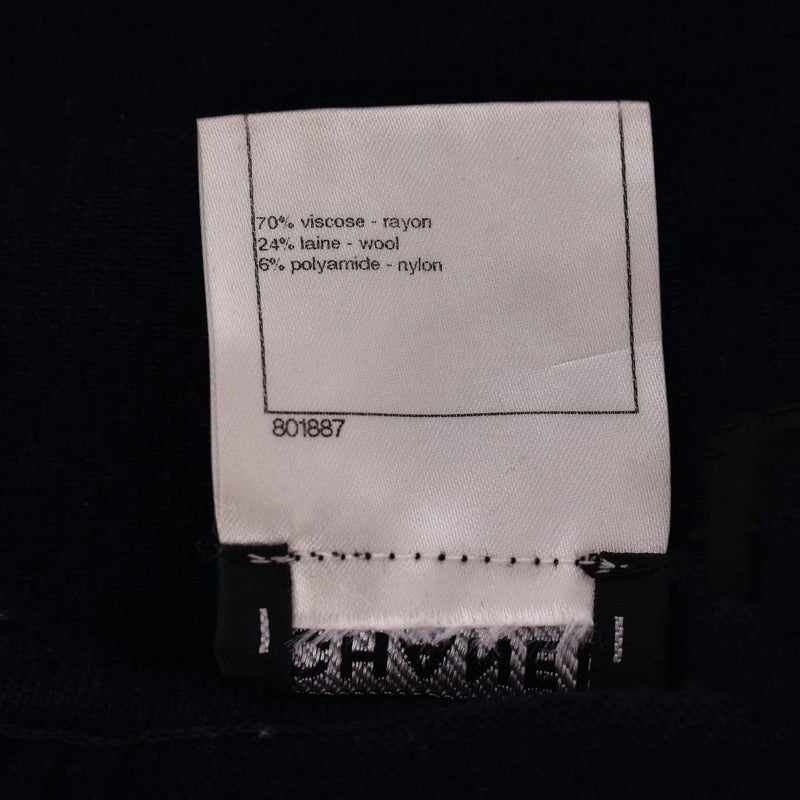 70% viscose - rayon
24% laine - wool
6% polyamide - nylon
801887